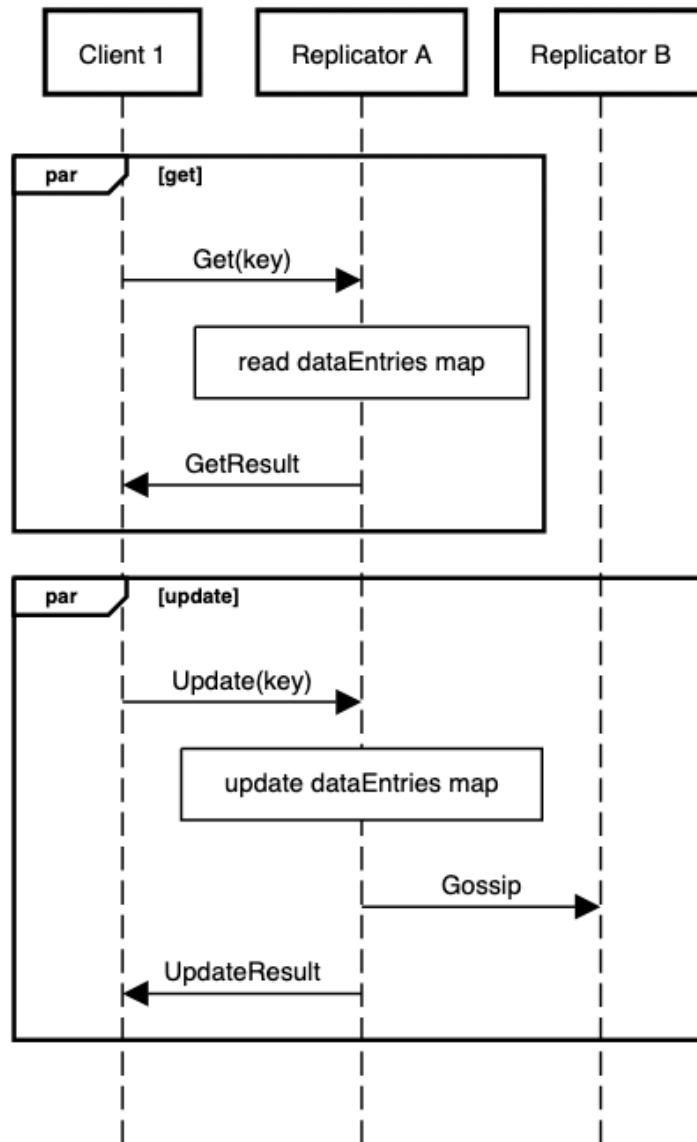 Client 1
Replicator A
Replicator B
par
[get]
Get(key)
read dataEntries map
GetResult
par
[update]
Update(key)
update dataEntries map
Gossip
UpdateResult